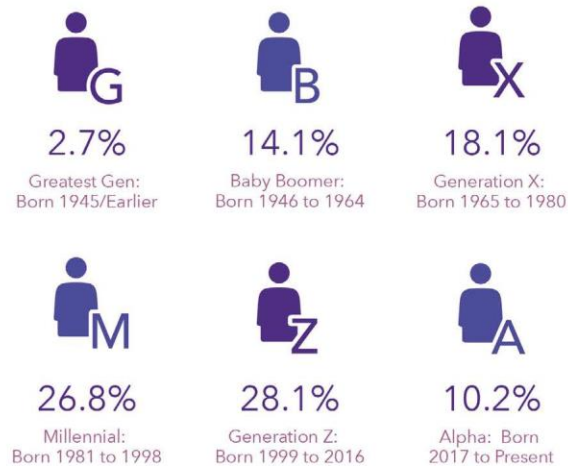 G
B
X
2.7%
14.1%
18.1%
Greatest Gen:
Born 1945/Earlier
Baby Boomer:
Born 1946 to 1964
Generation X:
Born 1965 to 1980
M
Z
A
26.8%
28.1%
10.2%
Millennial:
Born 1981 to 1998
Generation Z:
Born 1999 to 2016
Alpha: Born
2017 to Present